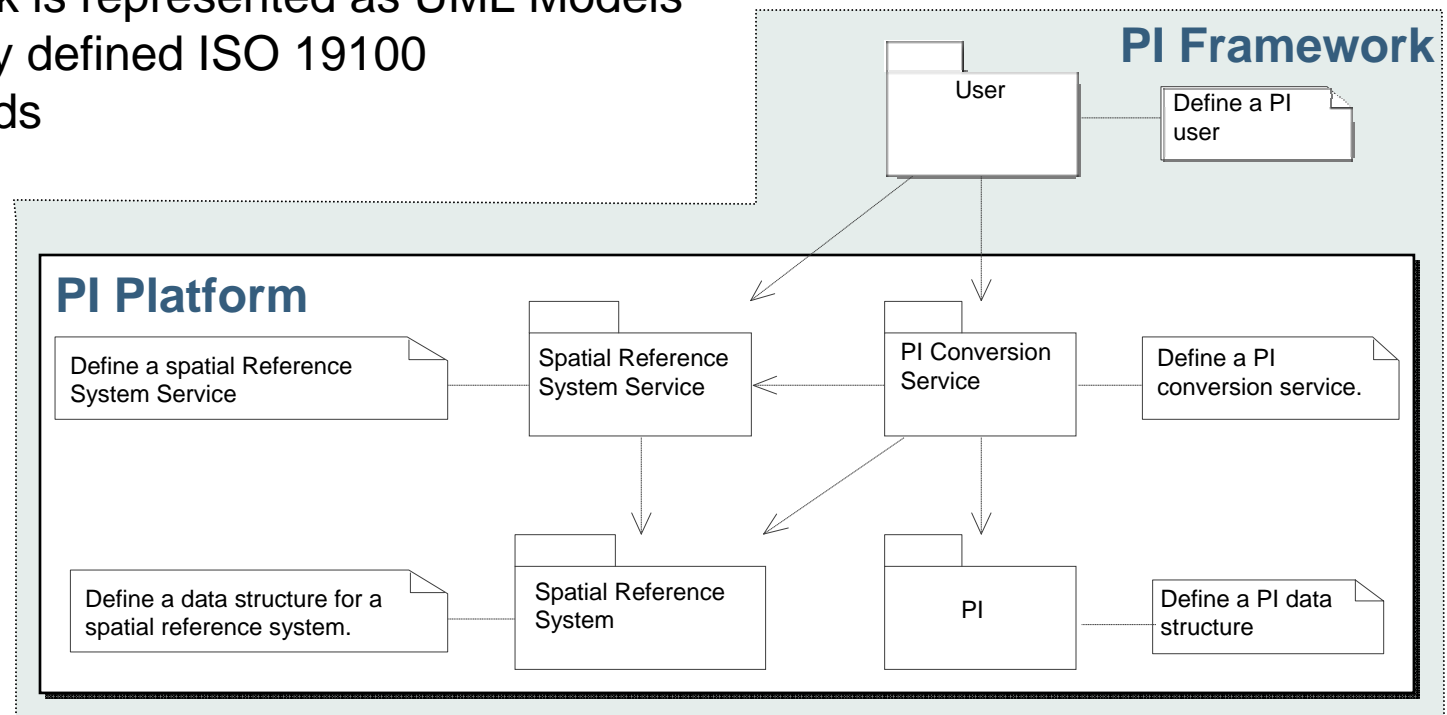 is represented as UML Models
defined ISO 19100
PI Framework
User
Define a PI
user
PI Platform
Define a spatial Reference
System Service
Spatial Reference
System Service
PI Conversion
Service
Define a PI
conversion service.
Define a data structure for a
spatial reference system.
Spatial Reference
System
PI
Define a PI data
structure